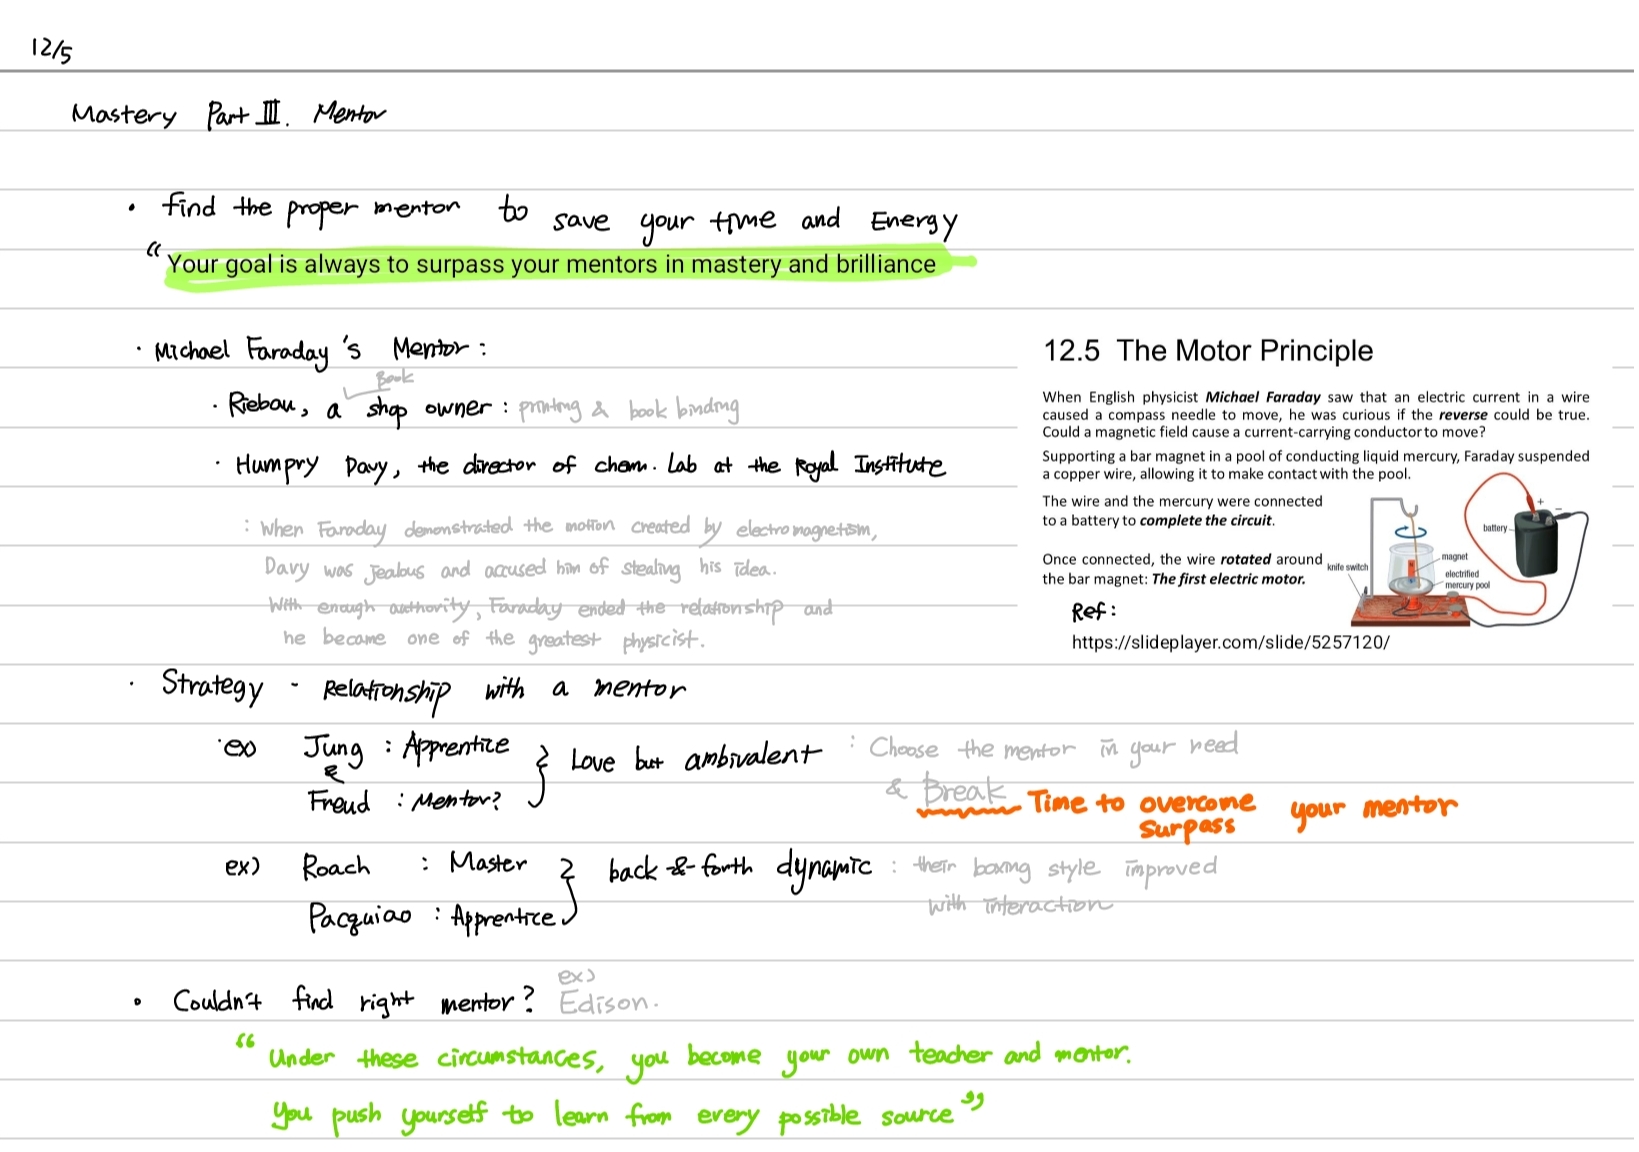 12/5
Mastery Part III. Mentor
· Find the proper mentor to save your time and Energy
“ Your goal is always to surpass your mentors in mastery and brilliance
· Michael Faraday's Mentor :
Book
· Riebau, a shop owner : printing & book binding
· Humpry Davy, the director of chem. Lab at the Royal Institute
: When Faraday demonstrated the motion created by electromagnetism,
Davy was jealous and accused him of stealing his idea.
With enough authority, Faraday ended the relationship and
he became one of the greatest physicist.
12.5 The Motor Principle
When English physicist Michael Faraday saw that an electric current in a wire
caused a compass needle to move, he was curious if the reverse could be true.
Could a magnetic field cause a current-carrying conductor to move?
Supporting a bar magnet in a pool of conducting liquid mercury, Faraday suspended
a copper wire, allowing it to make contact with the pool.
The wire and the mercury were connected
to a battery to complete the circuit.
Once connected, the wire rotated around
the bar magnet: The first electric motor.
battery
+
−
magnet
knife switch
electrified
mercury pool
Ref :
https://slideplayer.com/slide/5257120/
· Strategy - Relationship with a mentor
·ex Jung : Apprentice
&
Freud : Mentor?
Love but ambivalent : Choose the mentor in your need
& Break Time to overcome your mentor
surpass
ex) Roach : Master
Pacquiao : Apprentice
back-&-forth dynamic : their boxing style improved
with interaction
ex)
· Couldn't find right mentor? Edison.
“ Under these circumstances, you become your own teacher and mentor.
You push yourself to learn from every possible source ”